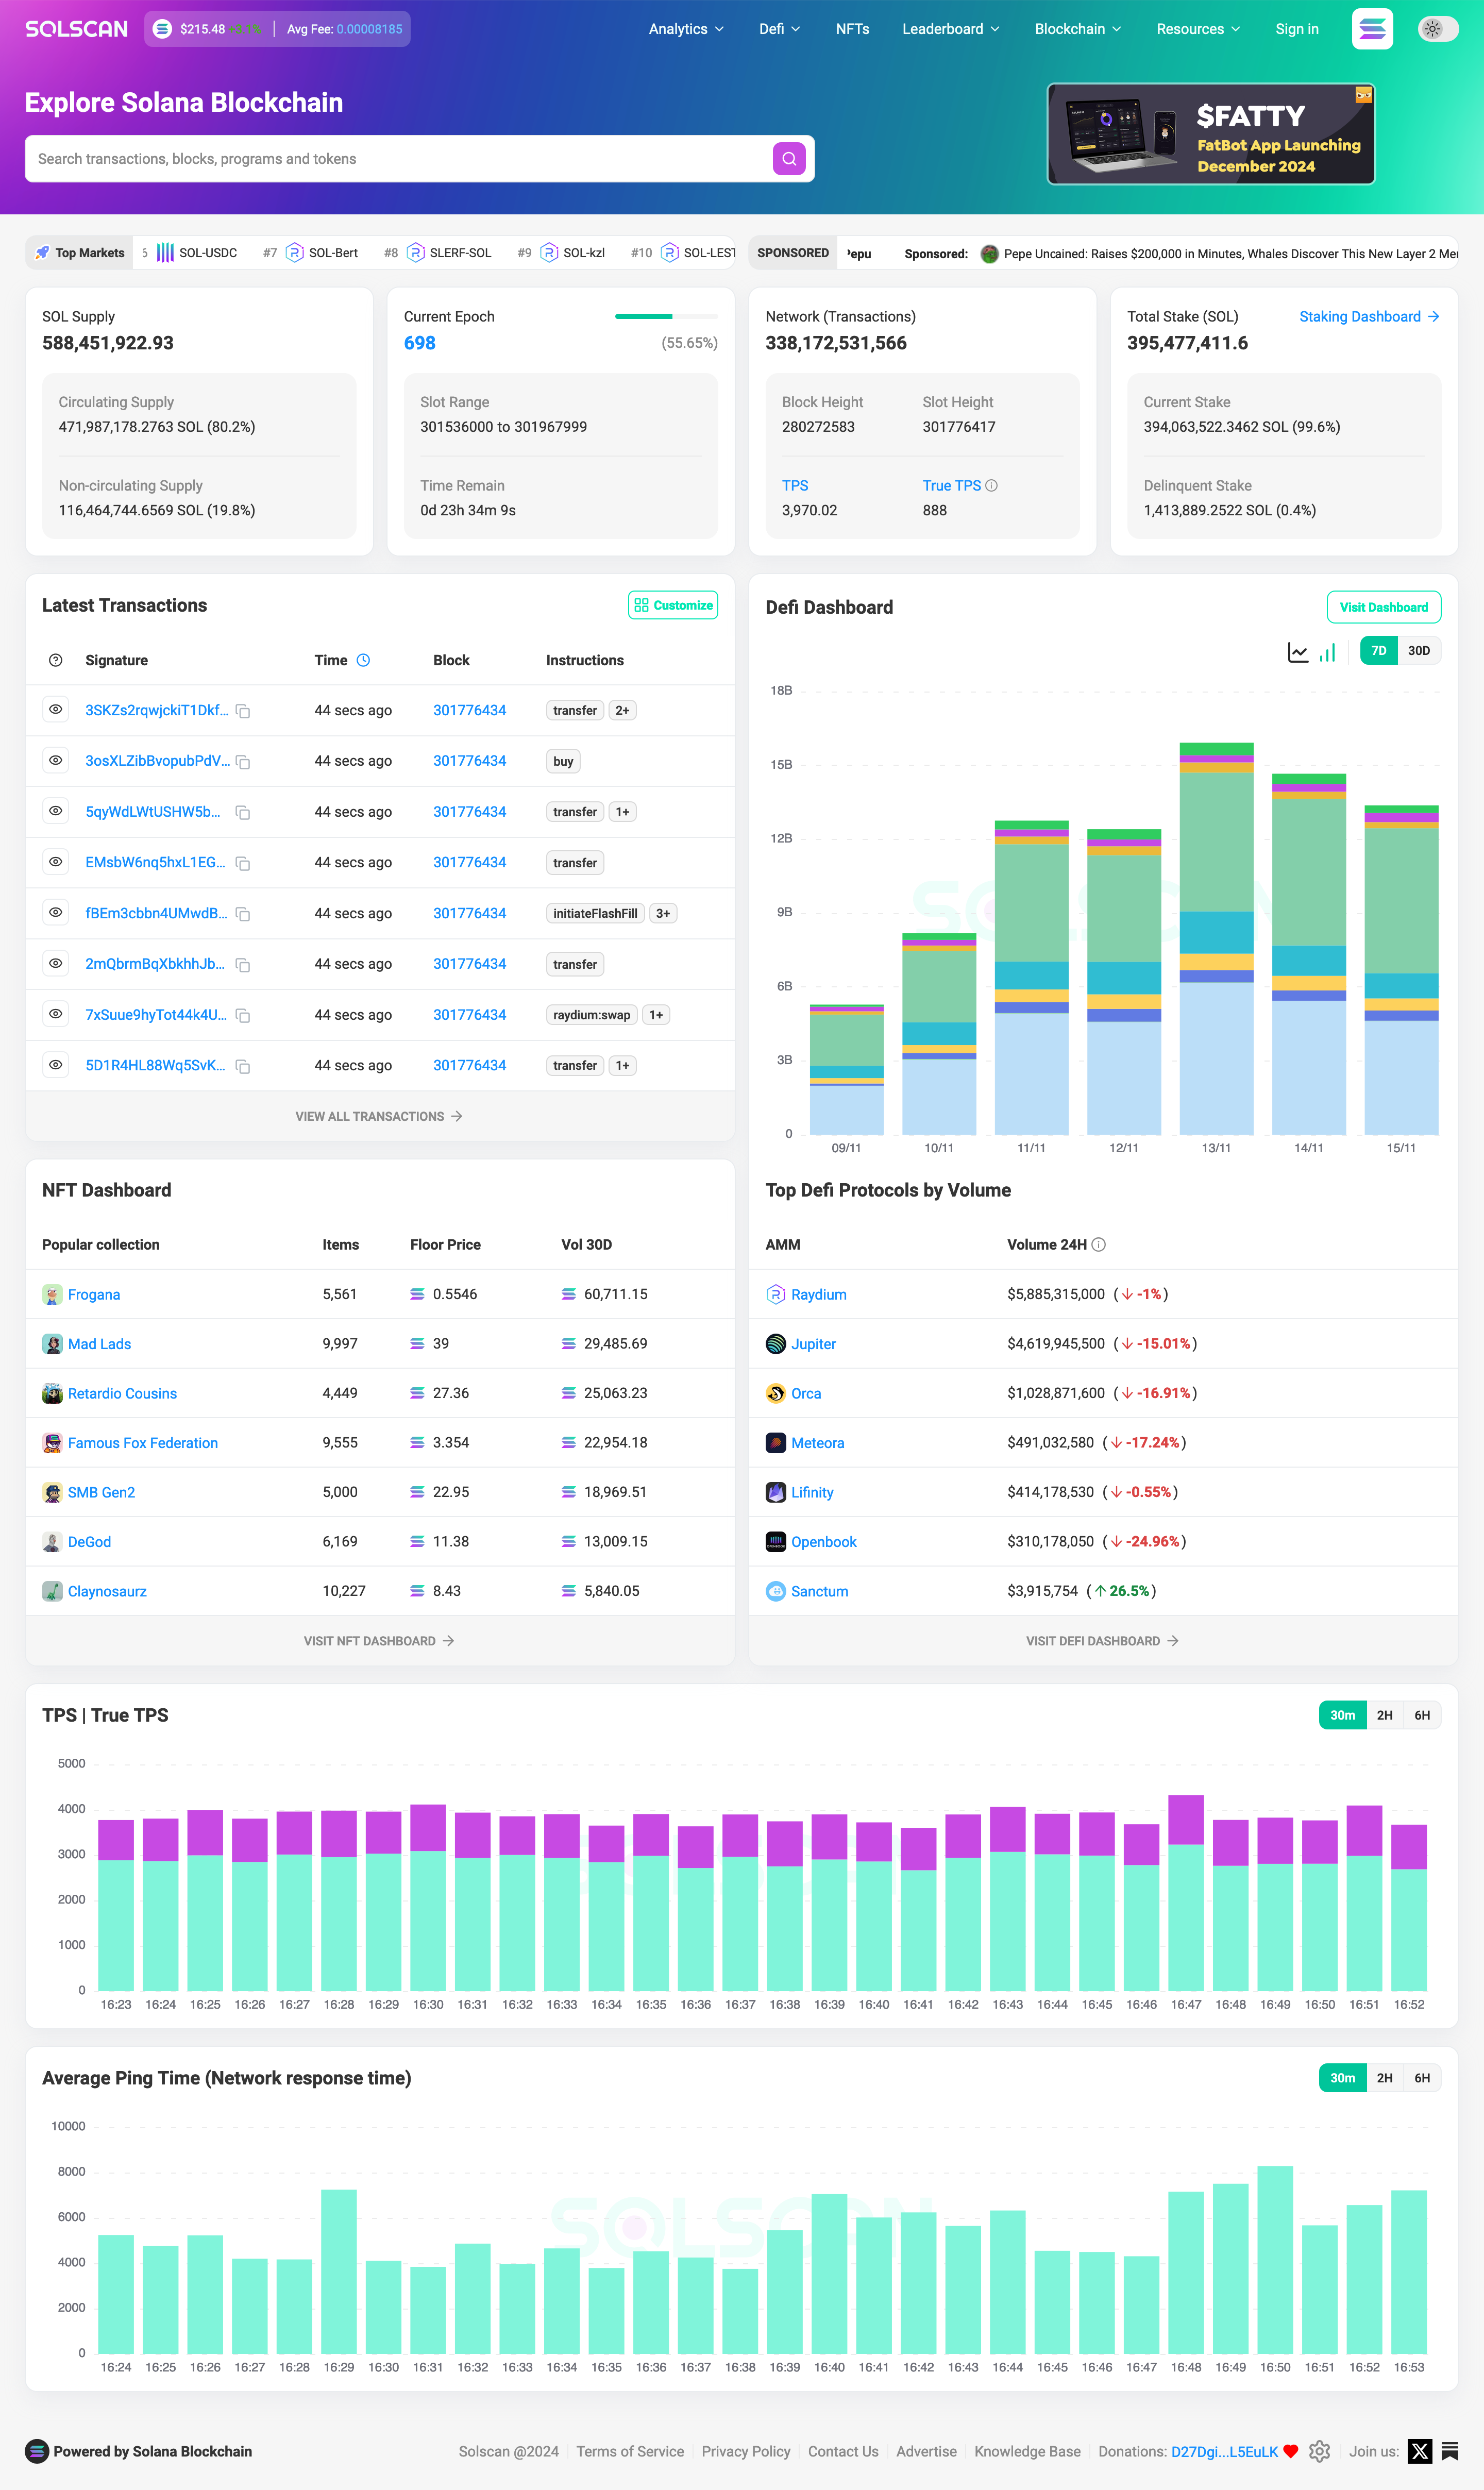 SOLSCAN $215.48 +3.1% Avg Fee: 0.00008185 Analytics Defi NFTs Leaderboard Blockchain Resources Sign in
Explore Solana Blockchain
Search transactions, blocks, programs and tokens
$FATTY
FatBot App Launching
December 2024
Top Markets SOL-USDC #7 SOL-Bert #8 SLERF-SOL #9 SOL-kzl #10 SOL-LEST
SPONSORED Sponsored: Pepe Uncained: Raises $200,000 in Minutes, Whales Discover This New Layer 2
SOL Supply
588,451,922.93
Circulating Supply
471,987,178.2763 SOL (80.2%)
Non-circulating Supply
116,464,744.6569 SOL (19.8%)
Current Epoch
698 (55.65%)
Slot Range
301536000 to 301967999
Time Remain
0d 23h 34m 9s
Network (Transactions)
338,172,531,566
Block Height Slot Height
280272583 301776417
TPS True TPS
3,970.02 888
Total Stake (SOL) Staking Dashboard
395,477,411.6
Current Stake
394,063,522.3462 SOL (99.6%)
Delinquent Stake
1,413,889.2522 SOL (0.4%)
Latest Transactions Customize
Signature Time Block Instructions
3SKZs2rqwjckiT1Dkf... 44 secs ago 301776434 transfer 2+
3osXLZibBvopubPdV... 44 secs ago 301776434 buy
5qyWdLWtUSHW5b... 44 secs ago 301776434 transfer 1+
EMsbW6nq5hxL1EG... 44 secs ago 301776434 transfer
fBEm3cbbn4UMwdB... 44 secs ago 301776434 initiateFlashFill 3+
2mQbrmBqXbkhhJb... 44 secs ago 301776434 transfer
7xSuue9hyTot44k4U... 44 secs ago 301776434 raydium:swap 1+
5D1R4HL88Wq5SvK... 44 secs ago 301776434 transfer 1+
VIEW ALL TRANSACTIONS
Defi Dashboard Visit Dashboard
7D 30D
18B
15B
12B
9B
6B
3B
0
09/11 10/11 11/11 12/11 13/11 14/11 15/11
NFT Dashboard
Popular collection Items Floor Price Vol 30D
Frogana 5,561 0.5546 60,711.15
Mad Lads 9,997 39 29,485.69
Retardio Cousins 4,449 27.36 25,063.23
Famous Fox Federation 9,555 3.354 22,954.18
SMB Gen2 5,000 22.95 18,969.51
DeGod 6,169 11.38 13,009.15
Claynosaurz 10,227 8.43 5,840.05
VISIT NFT DASHBOARD
Top Defi Protocols by Volume
AMM Volume 24H
Raydium $5,885,315,000 (↓ -1%)
Jupiter $4,619,945,500 (↓ -15.01%)
Orca $1,028,871,600 (↓ -16.91%)
Meteora $491,032,580 (↓ -17.24%)
Lifinity $414,178,530 (↓ -0.55%)
Openbook $310,178,050 (↓ -24.96%)
Sanctum $3,915,754 (↑ 26.5%)
VISIT DEFI DASHBOARD
TPS | True TPS 30m 2H 6H
5000
4000
3000
2000
1000
0
16:23 16:24 16:25 16:26 16:27 16:28 16:29 16:30 16:31 16:32 16:33 16:34 16:35 16:36 16:37 16:38 16:39 16:40 16:41 16:42 16:43 16:44 16:45 16:46 16:47 16:48 16:49 16:50 16:51 16:52
Average Ping Time (Network response time) 30m 2H 6H
10000
8000
6000
4000
2000
0
16:24 16:25 16:26 16:27 16:28 16:29 16:30 16:31 16:32 16:33 16:34 16:35 16:36 16:37 16:38 16:39 16:40 16:41 16:42 16:43 16:44 16:45 16:46 16:47 16:48 16:49 16:50 16:51 16:52 16:53
Powered by Solana Blockchain Solscan @2024 Terms of Service Privacy Policy Contact Us Advertise Knowledge Base Donations: D27Dgi...L5EuLK Join us: